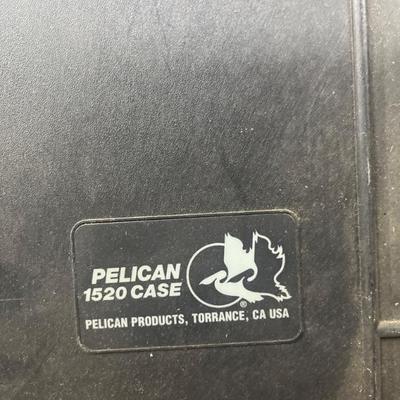 PELICAN
1520 CASE
®
PELICAN PRODUCTS, TORRANCE, CA USA